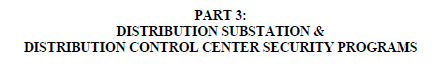 PART 3:
DISTRIBUTION SUBSTATION &
DISTRIBUTION CONTROL CENTER SECURITY PROGRAMS